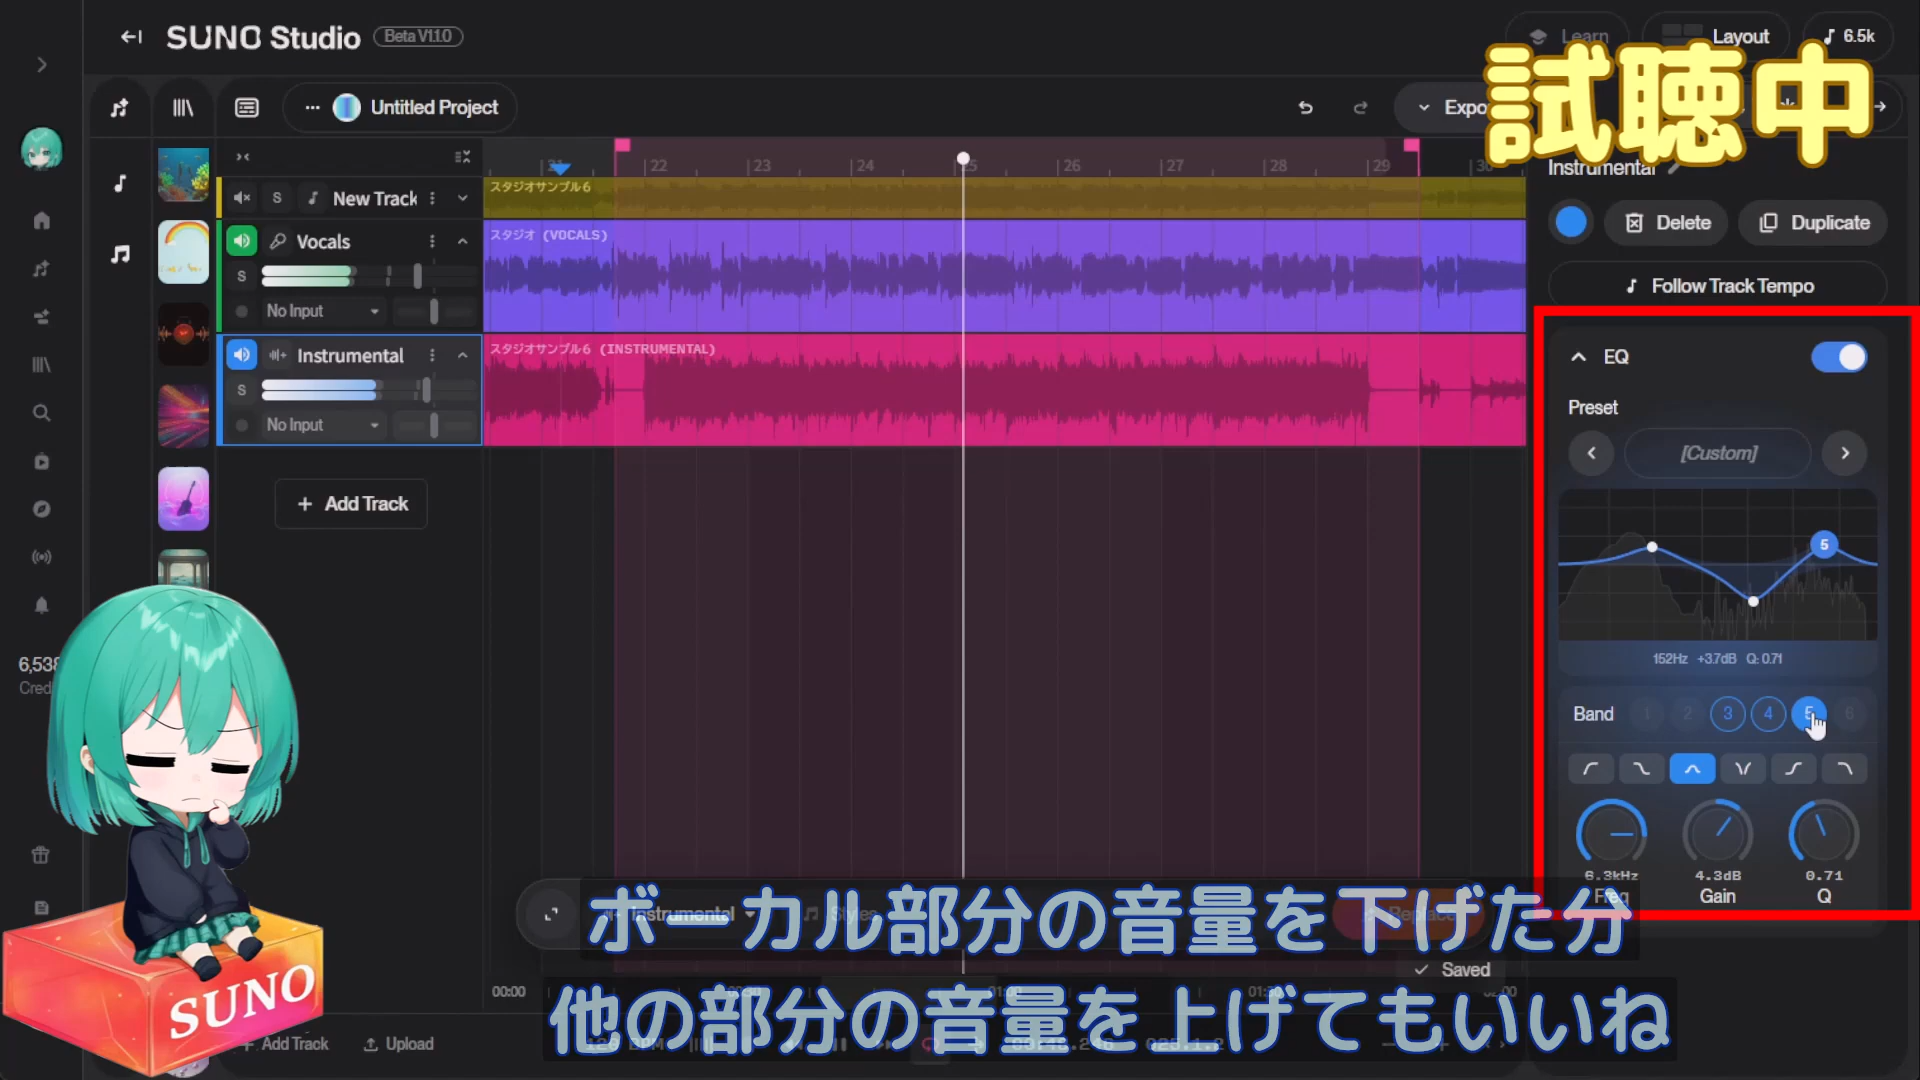 SUNO Studio
Beta V1.1.0
Learn
Layout
6.5k
試聴中
Untitled Project
22
23
24
25
26
27
28
29
30
Instrumental
S
New Track
スタジオサンプル6
Delete
Duplicate
Vocals
スタジオ (VOCALS)
S
No Input
Follow Track Tempo
Instrumental
スタジオサンプル6 (INSTRUMENTAL)
S
No Input
EQ
Preset
[Custom]
Add Track
5
152Hz +3.7dB Q: 0.71
Band
1
2
3
4
5
6
6.3kHz
4.3dB
0.71
Freq
Gain
Q
Instrumental
ボーカル部分の音量を下げた分
Saved
00:00
他の部分の音量を上げてもいいね
SUNO
Add Track
Upload